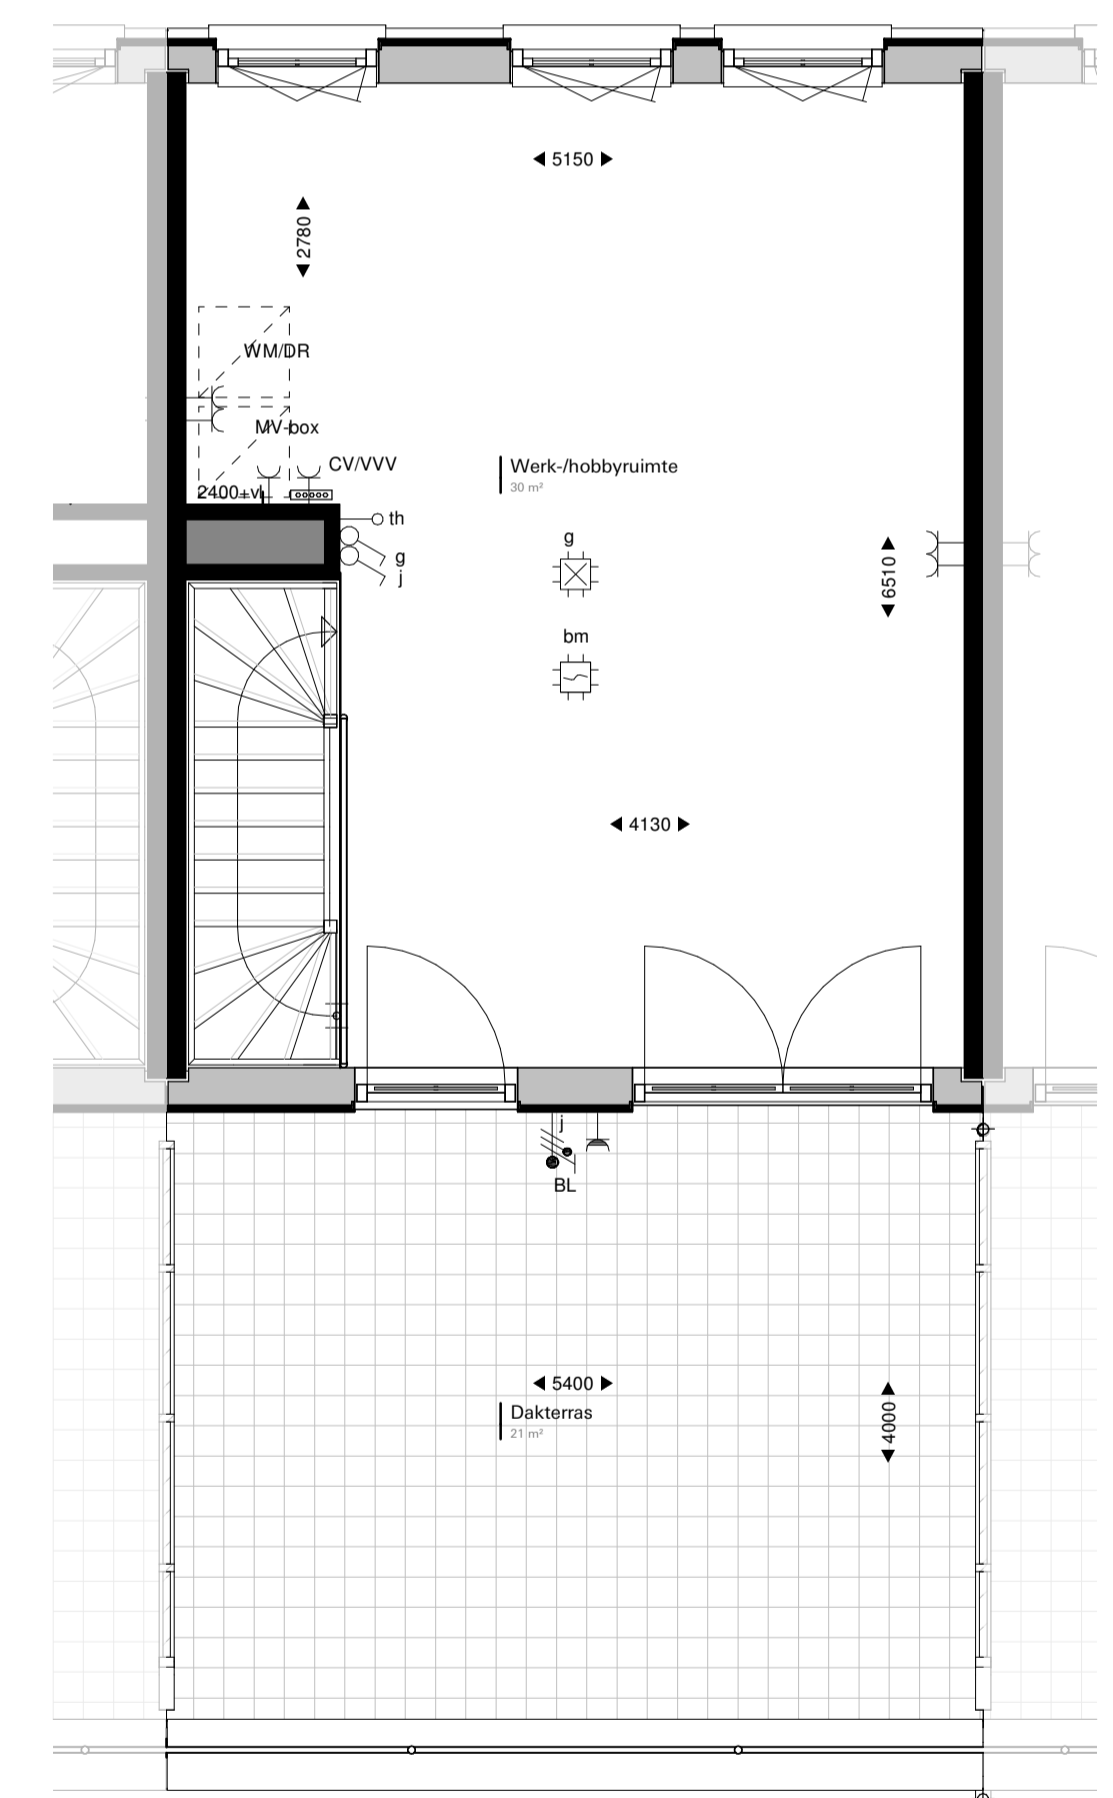 5150
2780
WM/DR
MV-box
CV/VVV
2400+vl
Werk-/hobbyruimte
30 m²
th
g
j
g
6510
bm
4130
j
BL
5400
Dakterras
21 m²
4000